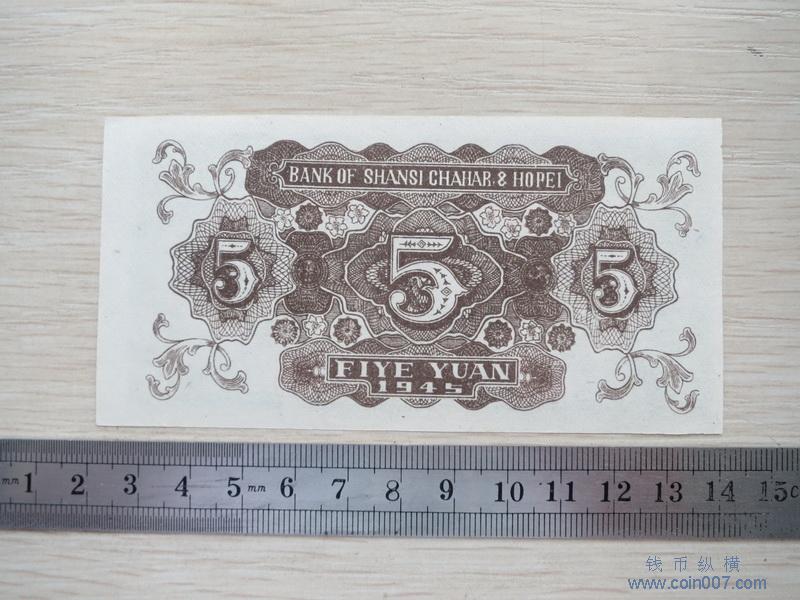 BANK OF SHANSI CHAHAR & HOPEI
5 5 5
FIYE YUAN
1945
mm 1 2 3 4 5 mm 6 7 8 9 10 11 12 13 14 15 c
钱币纵横
www.coin007.com